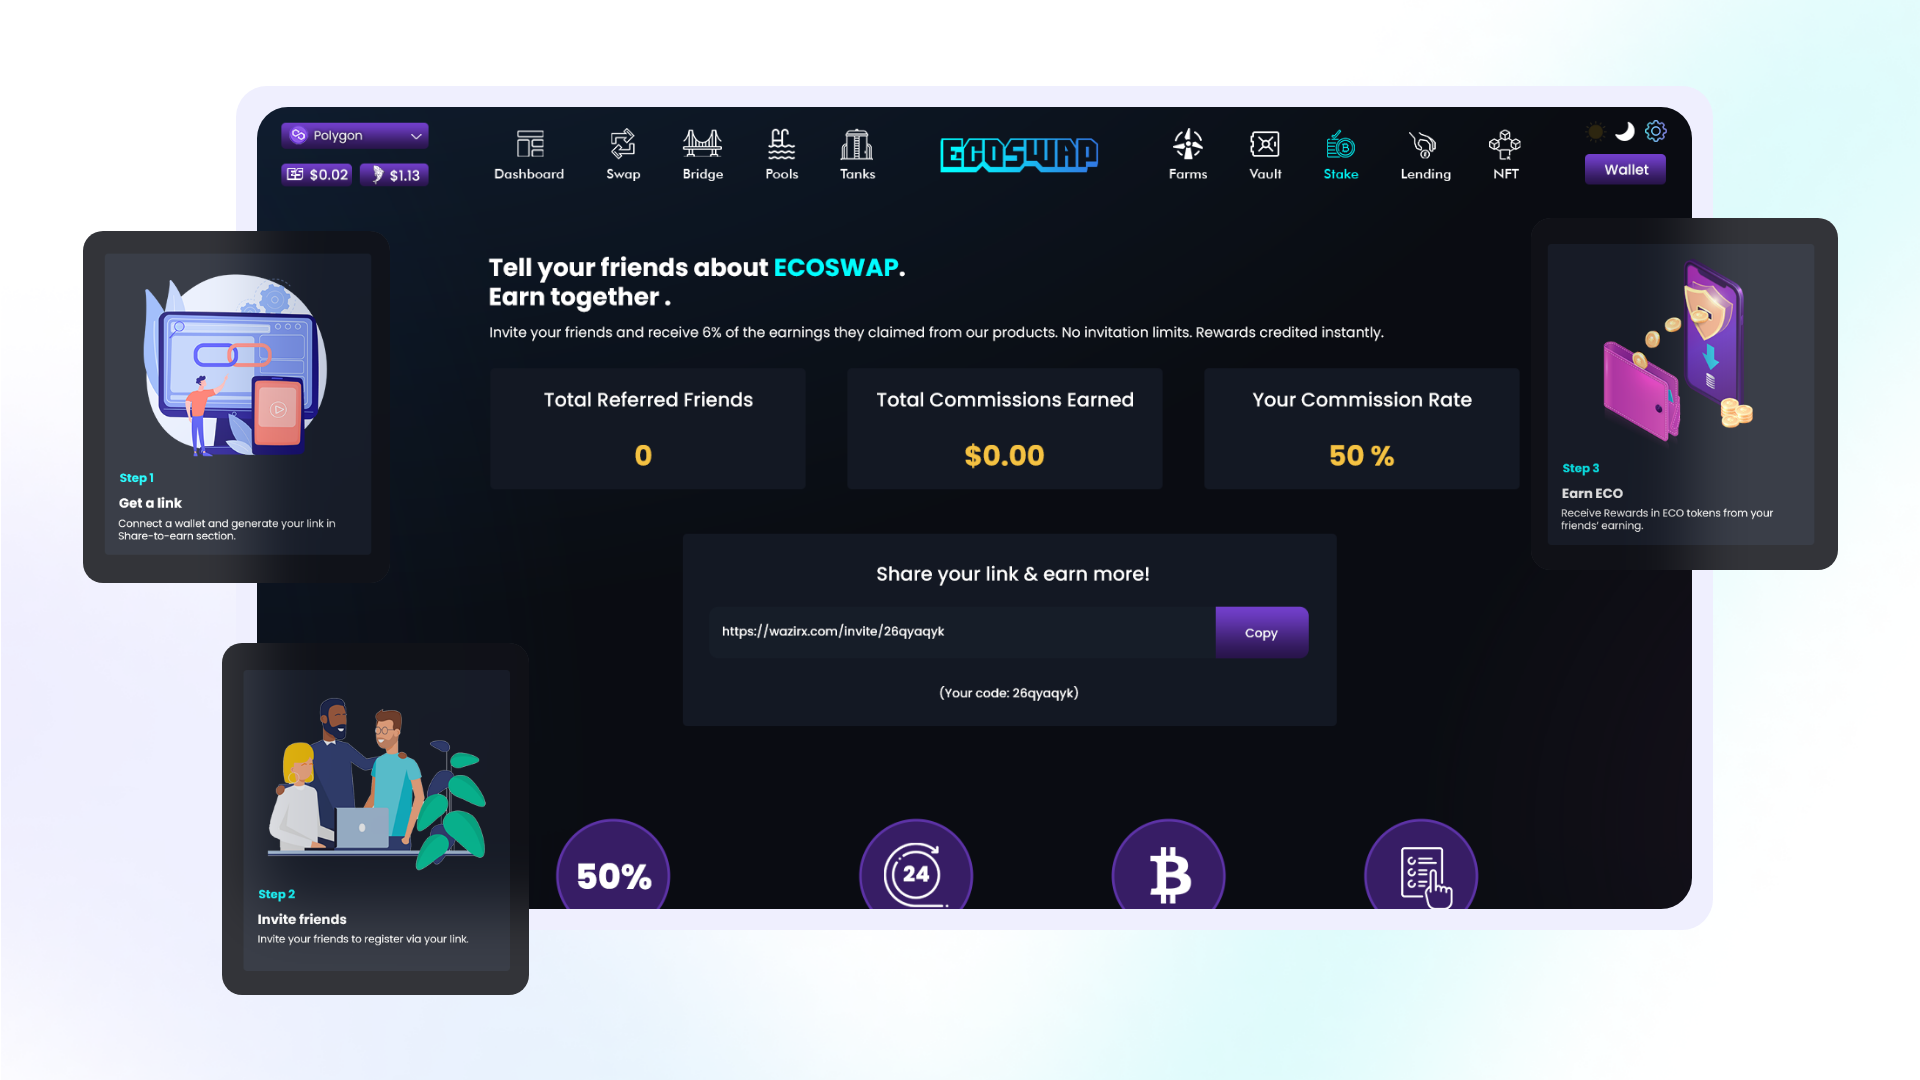 Polygon
$0.02
$1.13
Dashboard
Swap
Bridge
Pools
Tanks
ECOSWAP
Farms
Vault
Stake
Lending
NFT
Wallet
Tell your friends about ECOSWAP.
Earn together .
Invite your friends and receive 6% of the earnings they claimed from our products. No invitation limits. Rewards credited instantly.
Total Referred Friends
0
Total Commissions Earned
$0.00
Your Commission Rate
50 %
Share your link & earn more!
https://wazirx.com/invite/26qyaqyk
Copy
(Your code: 26qyaqyk)
Step 1
Get a link
Connect a wallet and generate your link in
Share-to-earn section.
Step 3
Earn ECO
Receive Rewards in ECO tokens from your
friends' earning.
Step 2
Invite friends
Invite your friends to register via your link.
50%
24